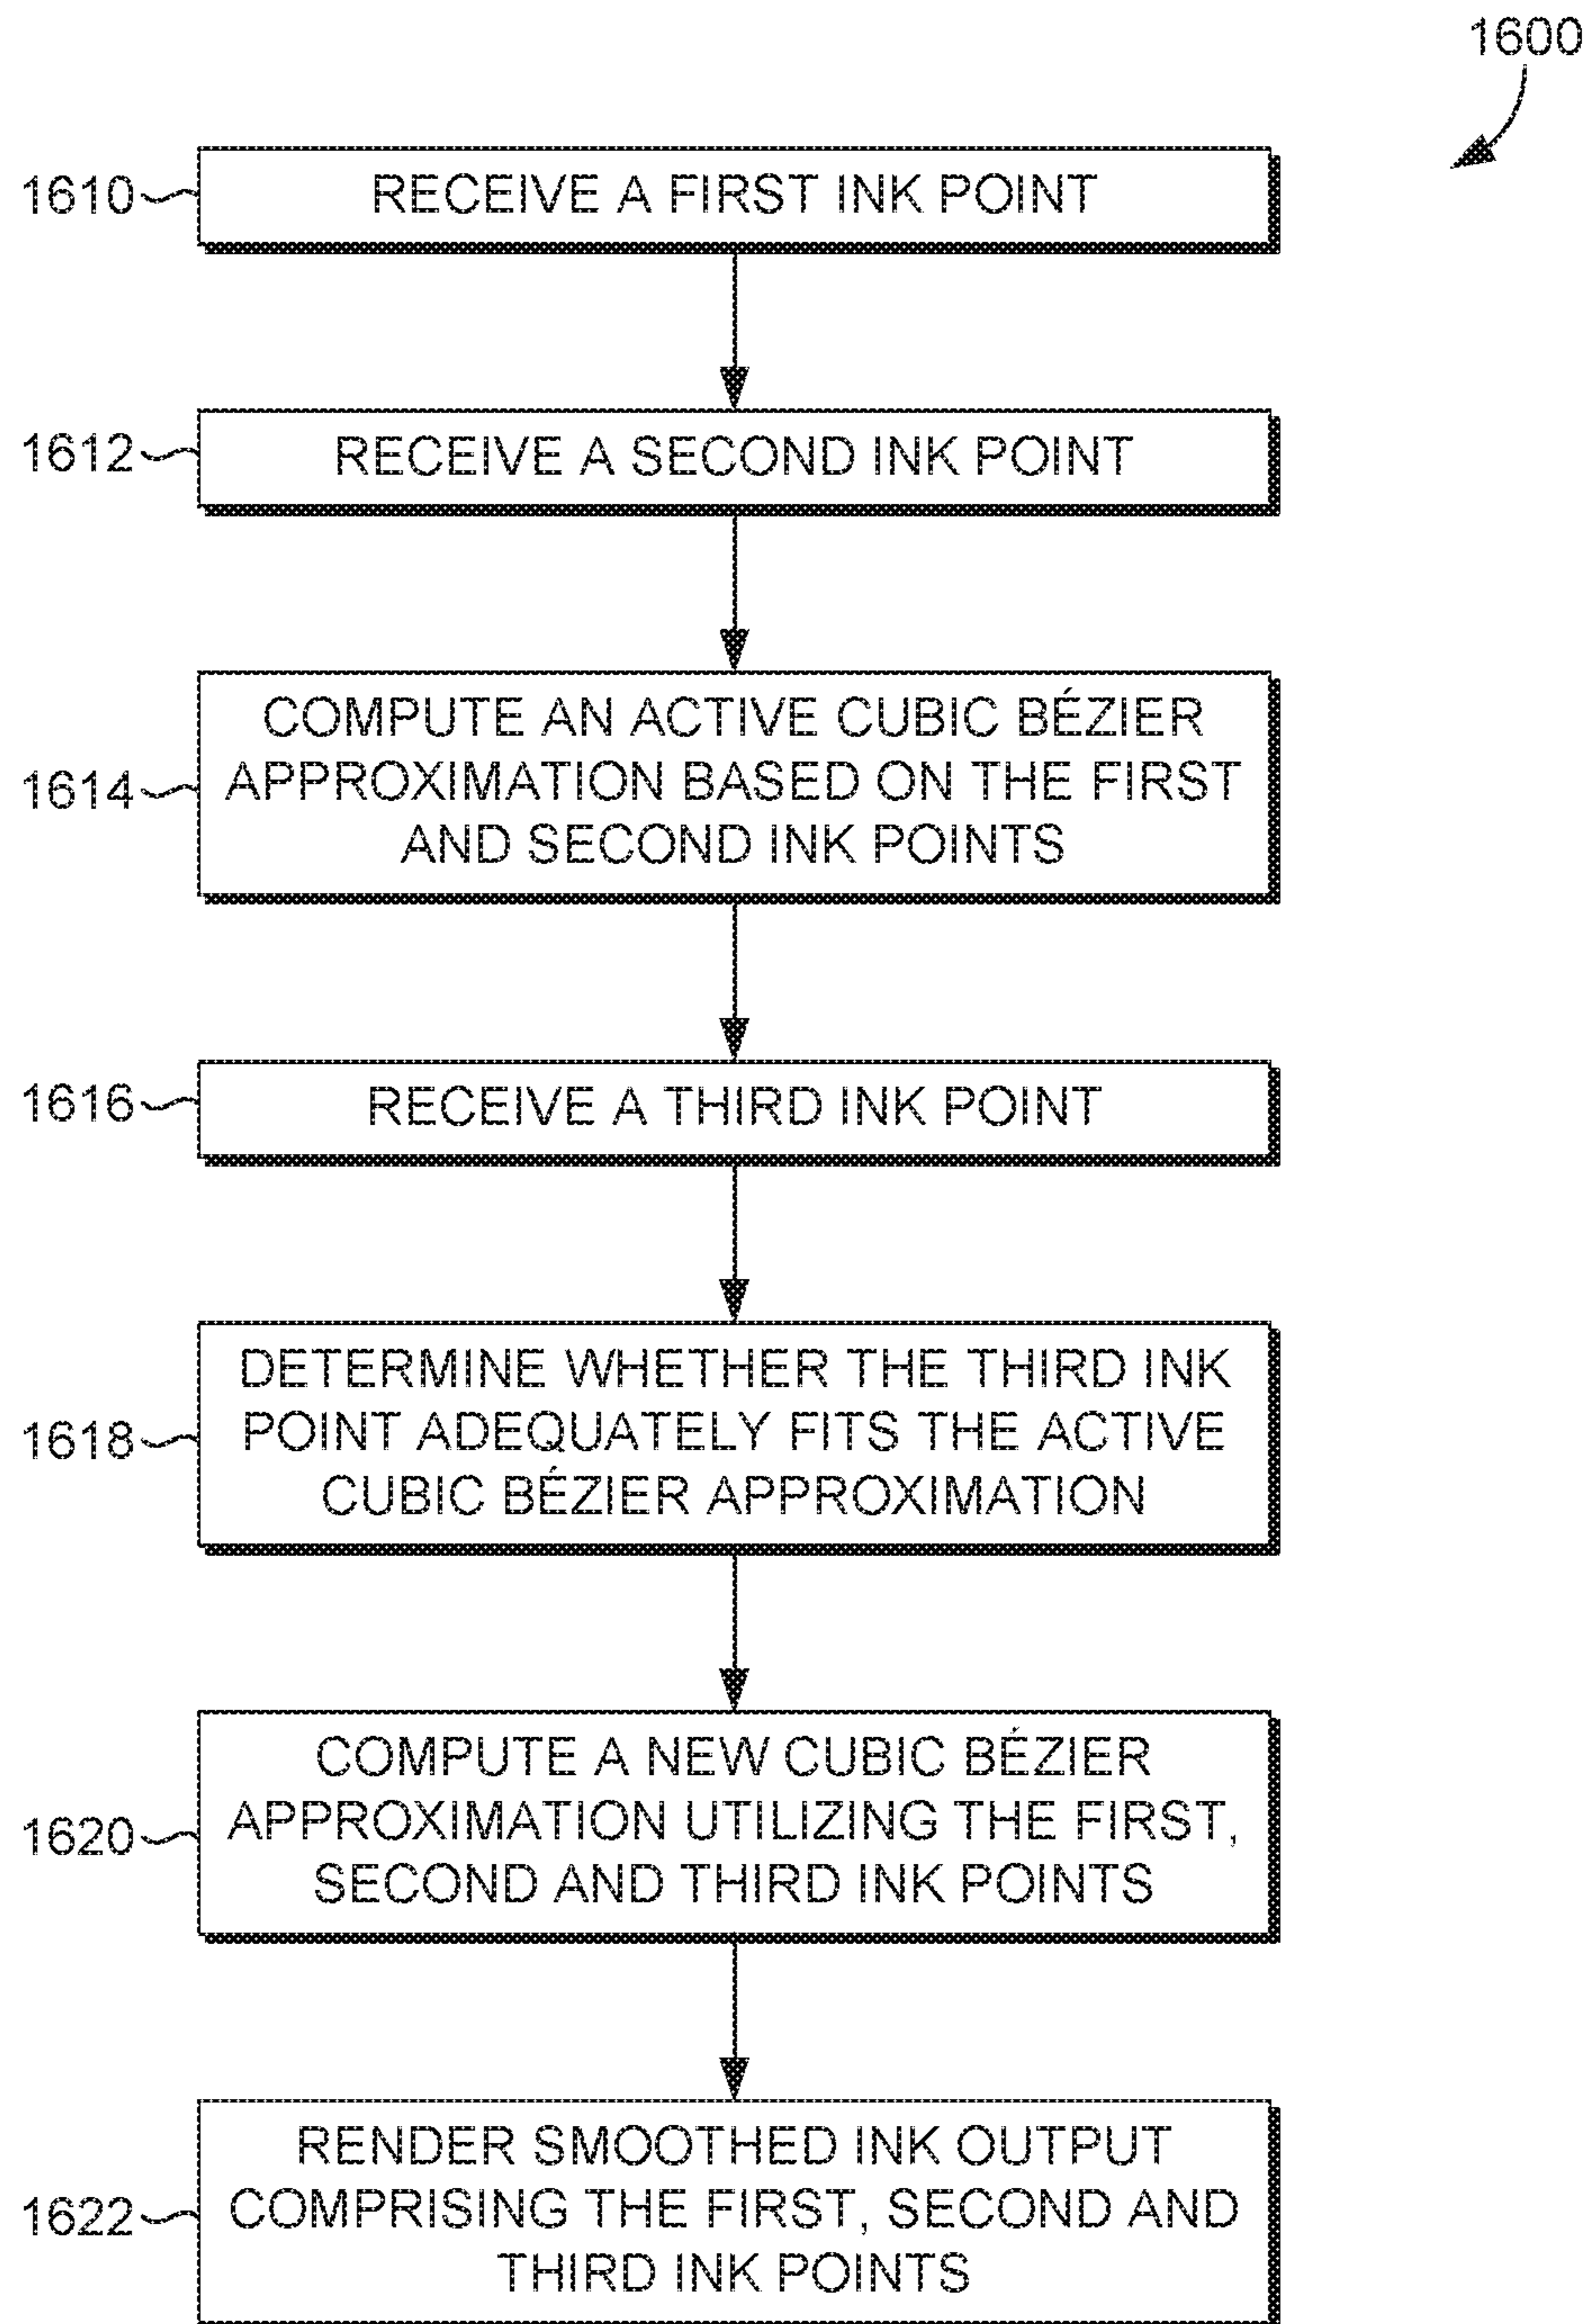 1600
1610
RECEIVE A FIRST INK POINT
1612
RECEIVE A SECOND INK POINT
1614
COMPUTE AN ACTIVE CUBIC BÉZIER
APPROXIMATION BASED ON THE FIRST
AND SECOND INK POINTS
1616
RECEIVE A THIRD INK POINT
1618
DETERMINE WHETHER THE THIRD INK
POINT ADEQUATELY FITS THE ACTIVE
CUBIC BÉZIER APPROXIMATION
1620
COMPUTE A NEW CUBIC BÉZIER
APPROXIMATION UTILIZING THE FIRST,
SECOND AND THIRD INK POINTS
1622
RENDER SMOOTHED INK OUTPUT
COMPRISING THE FIRST, SECOND AND
THIRD INK POINTS